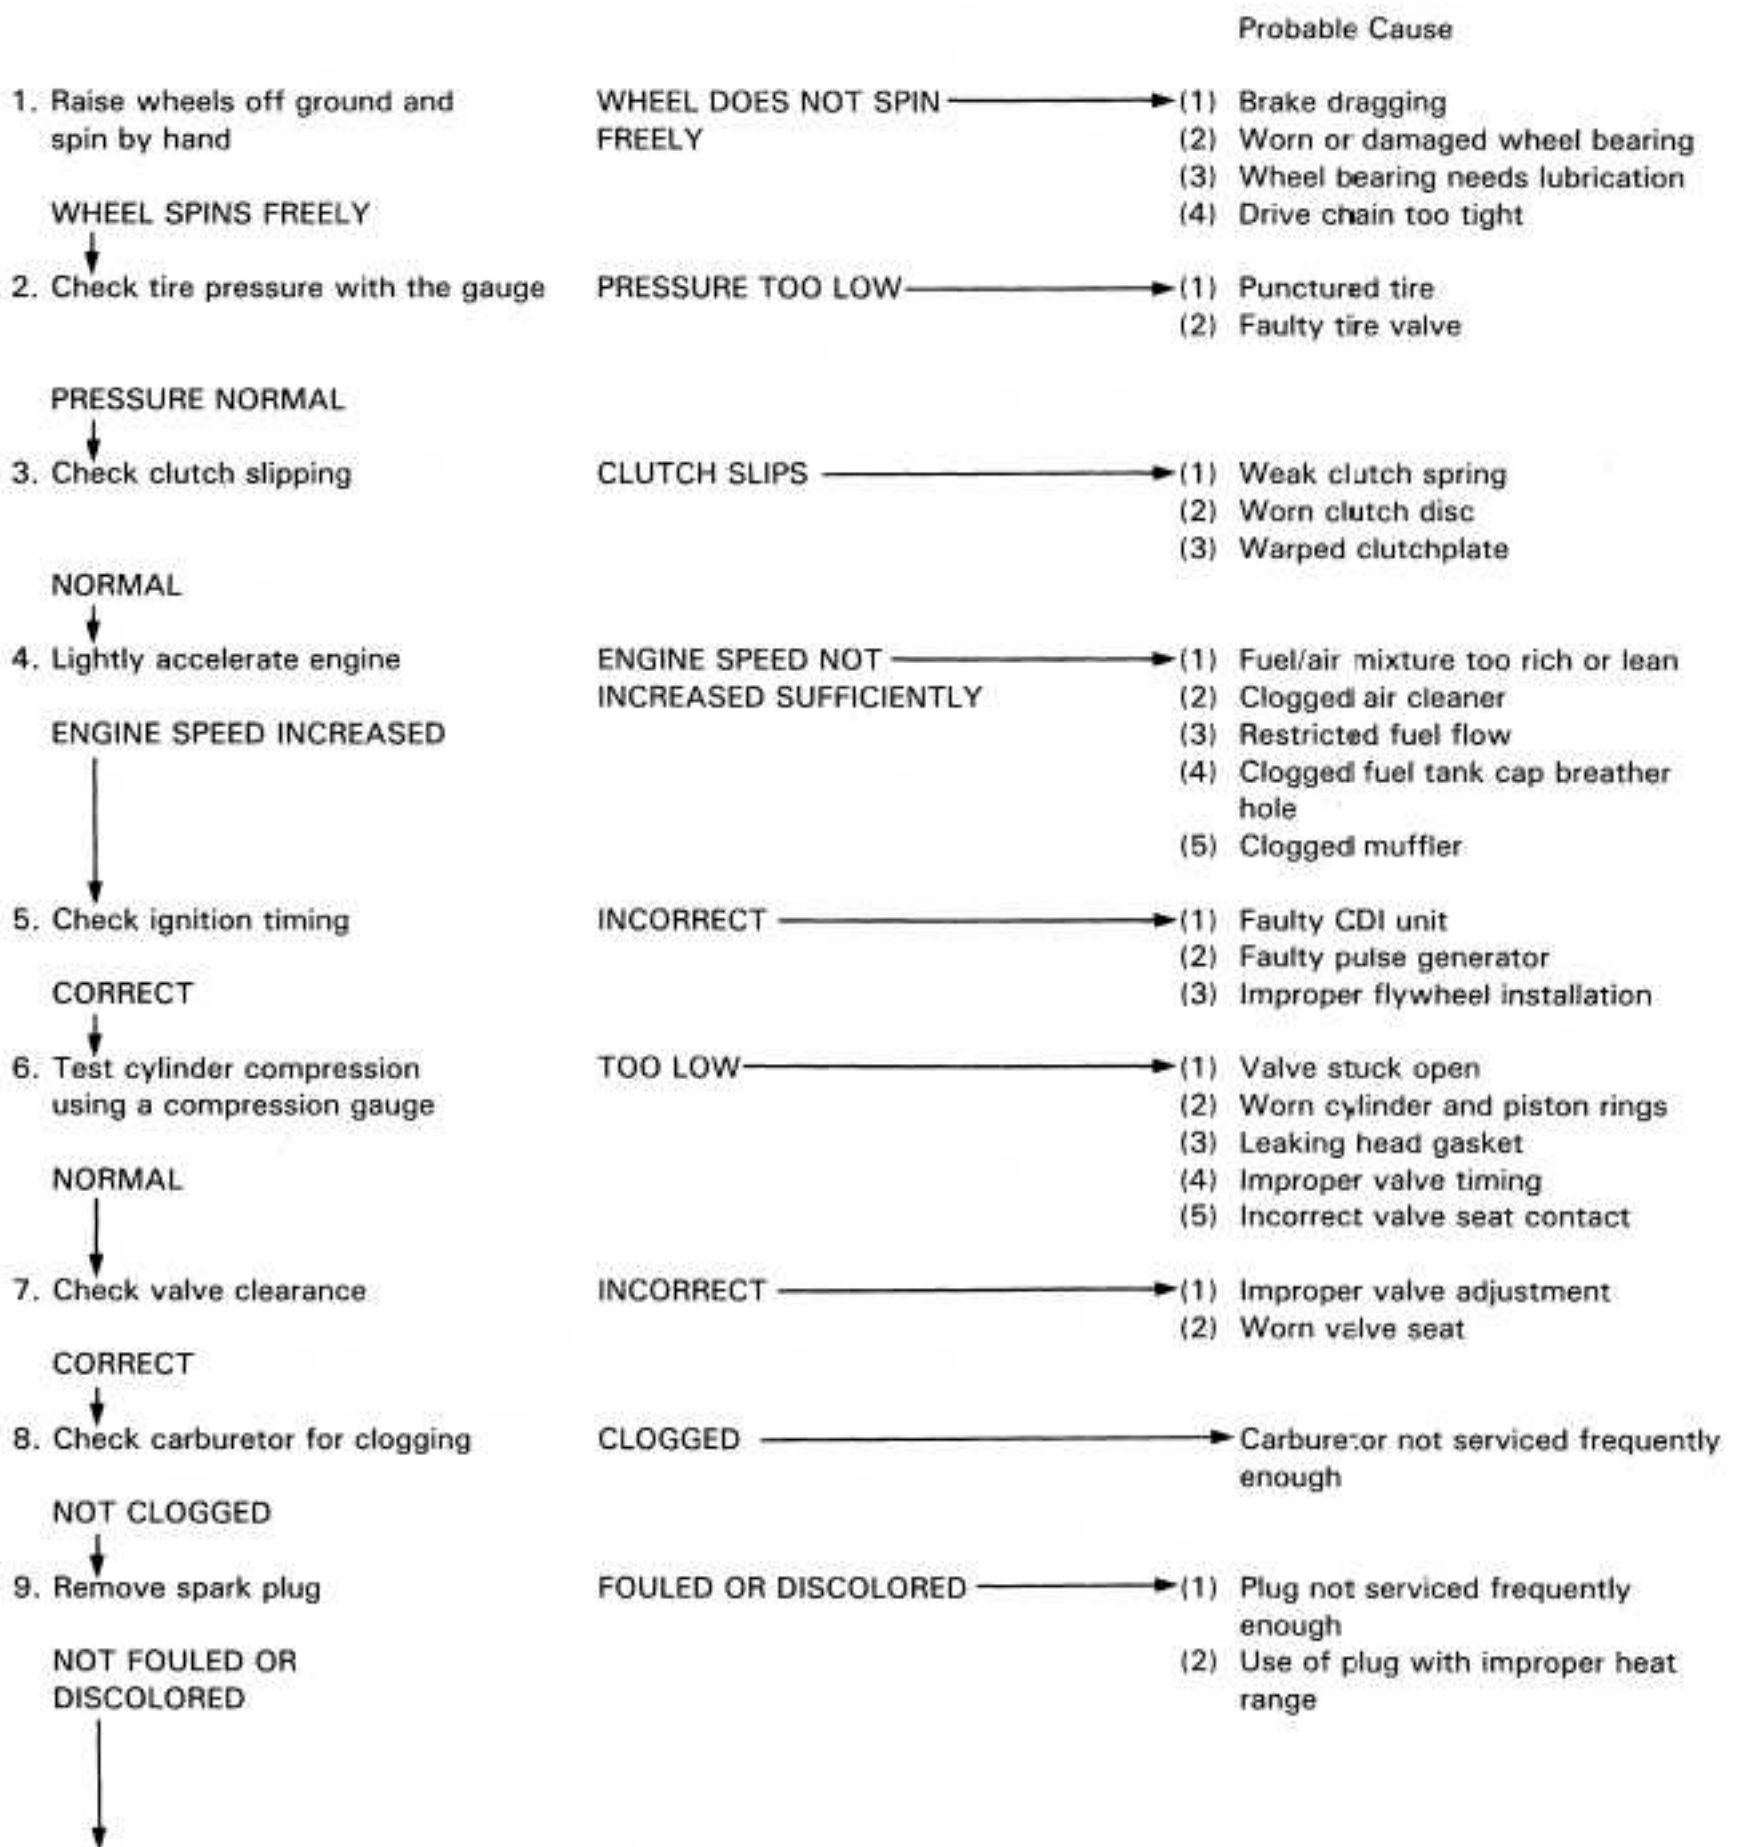 Probable Cause
1. Raise wheels off ground and spin by hand
WHEEL DOES NOT SPIN FREELY
(1) Brake dragging
(2) Worn or damaged wheel bearing
(3) Wheel bearing needs lubrication
(4) Drive chain too tight
WHEEL SPINS FREELY
2. Check tire pressure with the gauge
PRESSURE TOO LOW
(1) Punctured tire
(2) Faulty tire valve
PRESSURE NORMAL
3. Check clutch slipping
CLUTCH SLIPS
(1) Weak clutch spring
(2) Worn clutch disc
(3) Warped clutchplate
NORMAL
4. Lightly accelerate engine
ENGINE SPEED NOT INCREASED SUFFICIENTLY
(1) Fuel/air mixture too rich or lean
(2) Clogged air cleaner
(3) Restricted fuel flow
(4) Clogged fuel tank cap breather hole
(5) Clogged muffler
ENGINE SPEED INCREASED
5. Check ignition timing
INCORRECT
(1) Faulty CDI unit
(2) Faulty pulse generator
(3) Improper flywheel installation
CORRECT
6. Test cylinder compression using a compression gauge
TOO LOW
(1) Valve stuck open
(2) Worn cylinder and piston rings
(3) Leaking head gasket
(4) Improper valve timing
(5) Incorrect valve seat contact
NORMAL
7. Check valve clearance
INCORRECT
(1) Improper valve adjustment
(2) Worn valve seat
CORRECT
8. Check carburetor for clogging
CLOGGED
Carburetor not serviced frequently enough
NOT CLOGGED
9. Remove spark plug
FOULED OR DISCOLORED
(1) Plug not serviced frequently enough
(2) Use of plug with improper heat range
NOT FOULED OR DISCOLORED